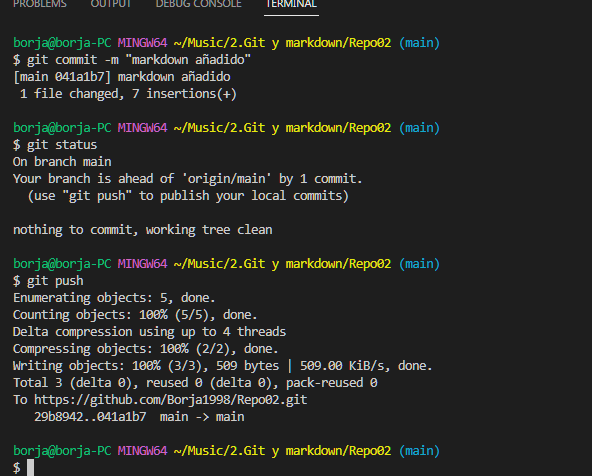 PROBLEMS OUTPUT DEBUG CONSOLE TERMINAL
borja@borja-PC MINGW64 ~/Music/2.Git y markdown/Repo02 (main)
$ git commit -m "markdown añadido"
[main 041a1b7] markdown añadido
 1 file changed, 7 insertions(+)
borja@borja-PC MINGW64 ~/Music/2.Git y markdown/Repo02 (main)
$ git status
On branch main
Your branch is ahead of 'origin/main' by 1 commit.
  (use "git push" to publish your local commits)
nothing to commit, working tree clean
borja@borja-PC MINGW64 ~/Music/2.Git y markdown/Repo02 (main)
$ git push
Enumerating objects: 5, done.
Counting objects: 100% (5/5), done.
Delta compression using up to 4 threads
Compressing objects: 100% (2/2), done.
Writing objects: 100% (3/3), 509 bytes | 509.00 KiB/s, done.
Total 3 (delta 0), reused 0 (delta 0), pack-reused 0
To https://github.com/Borja1998/Repo02.git
   29b8942..041a1b7  main -> main
borja@borja-PC MINGW64 ~/Music/2.Git y markdown/Repo02 (main)
$